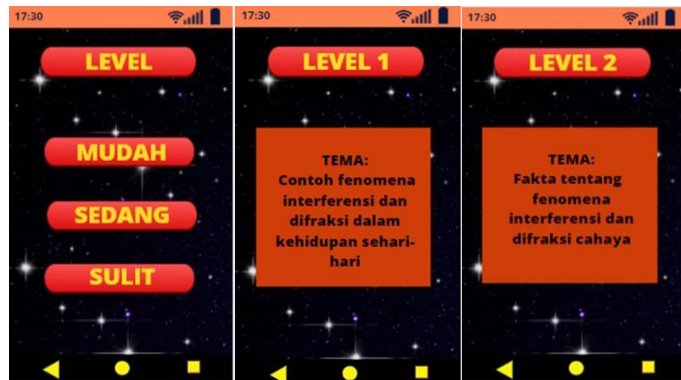 17:30
LEVEL
MUDAH
SEDANG
SULIT
17:30
LEVEL 1
TEMA:
Contoh fenomena
interferensi dan
difraksi dalam
kehidupan sehari-
hari
17:30
LEVEL 2
TEMA:
Fakta tentang
fenomena
interferensi dan
difraksi cahaya